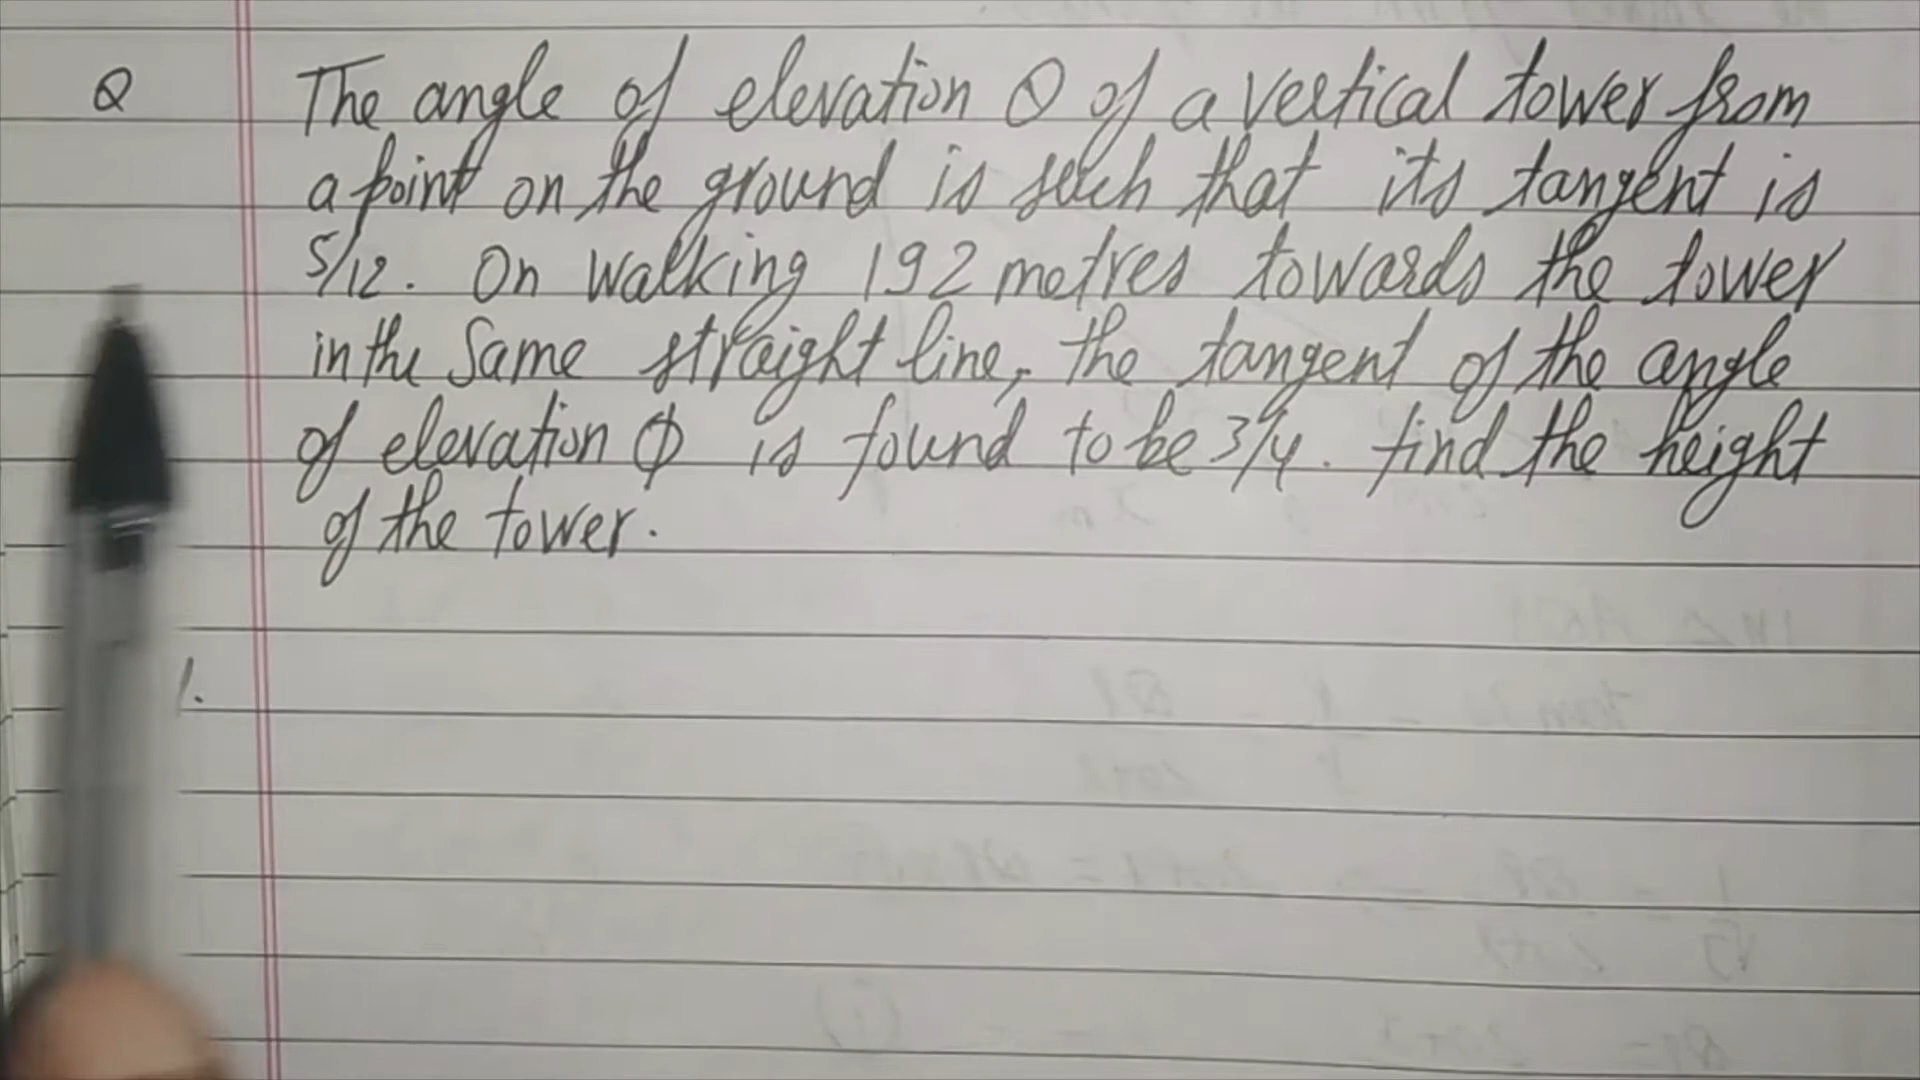 Q The angle of elevation θ of a vertical tower from
a point on the ground is such that its tangent is
5/12. On walking 192 metres towards the tower
in the same straight line, the tangent of the angle
of elevation ϕ is found to be 3/4. find the height
of the tower.
1.